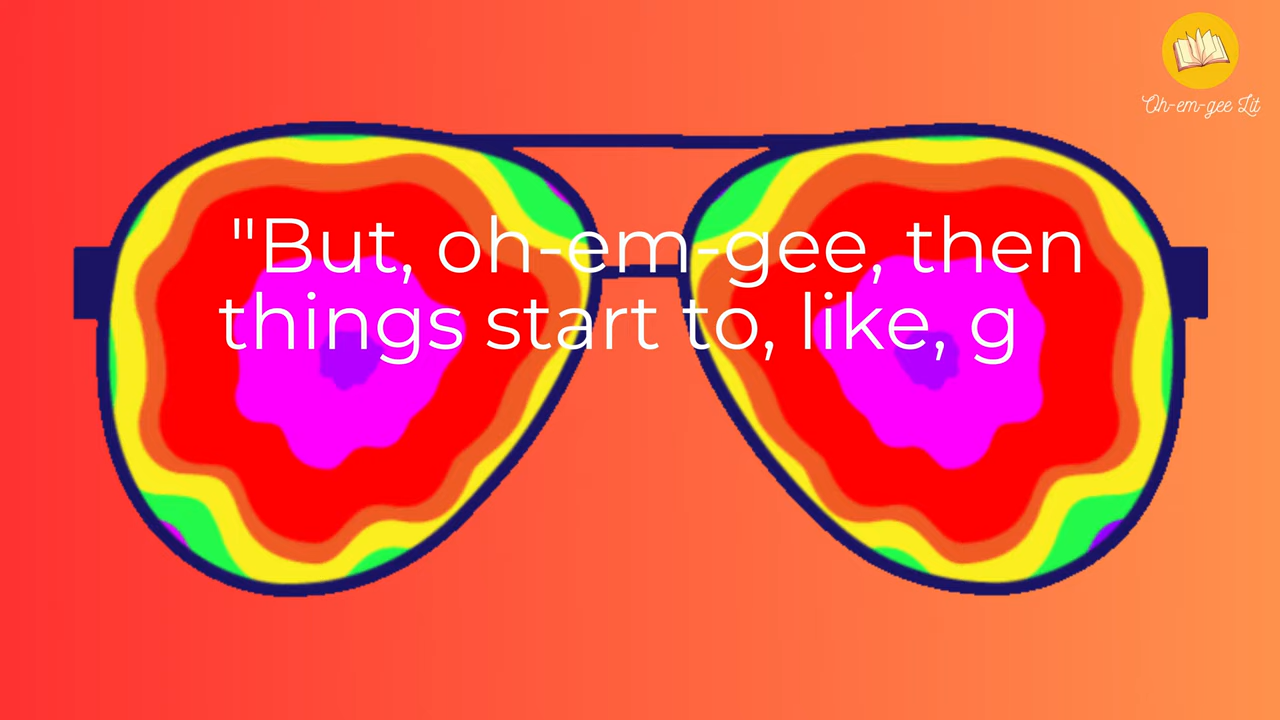 Oh-em-gee Lit
"But, oh-em-gee, then
things start to, like, g